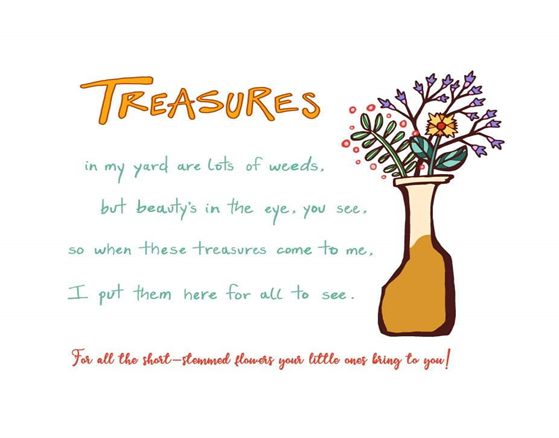 TREASURES
in my yard are lots of weeds,
but beauty's in the eye, you see,
so when these treasures come to me,
I put them here for all to see.
For all the short-stemmed flowers your little ones bring to you!